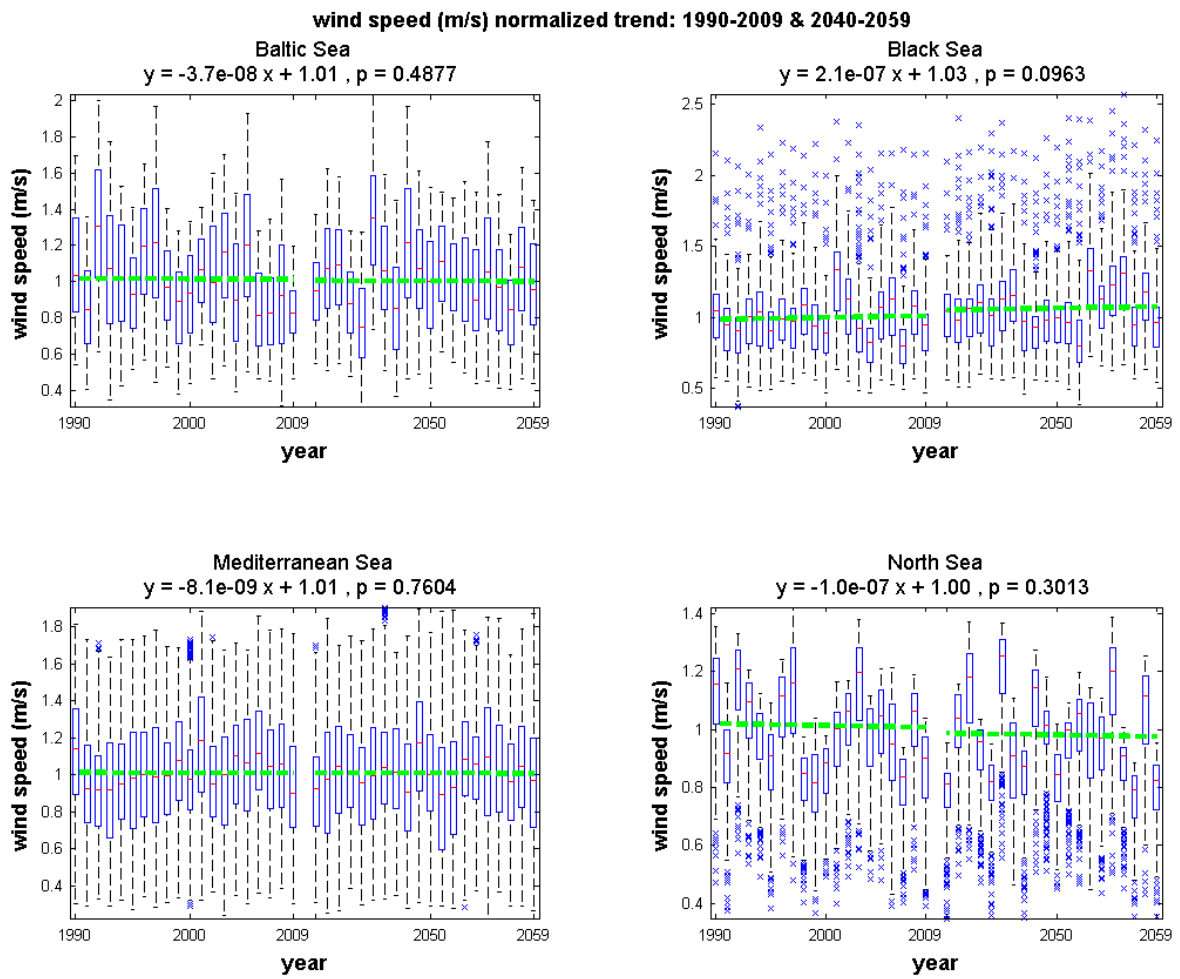 wind speed (m/s) normalized trend: 1990-2009 & 2040-2059
Baltic Sea
y = -3.7e-08 x + 1.01 , p = 0.4877
2
1.8
1.6
1.4
1.2
1
0.8
0.6
0.4
wind speed (m/s)
1990 2000 2009 2050 2059
year
Black Sea
y = 2.1e-07 x + 1.03 , p = 0.0963
2.5
2
1.5
1
0.5
wind speed (m/s)
1990 2000 2009 2050 2059
year
Mediterranean Sea
y = -8.1e-09 x + 1.01 , p = 0.7604
1.8
1.6
1.4
1.2
1
0.8
0.6
0.4
wind speed (m/s)
1990 2000 2009 2050 2059
year
North Sea
y = -1.0e-07 x + 1.00 , p = 0.3013
1.4
1.2
1
0.8
0.6
0.4
wind speed (m/s)
1990 2000 2009 2050 2059
year